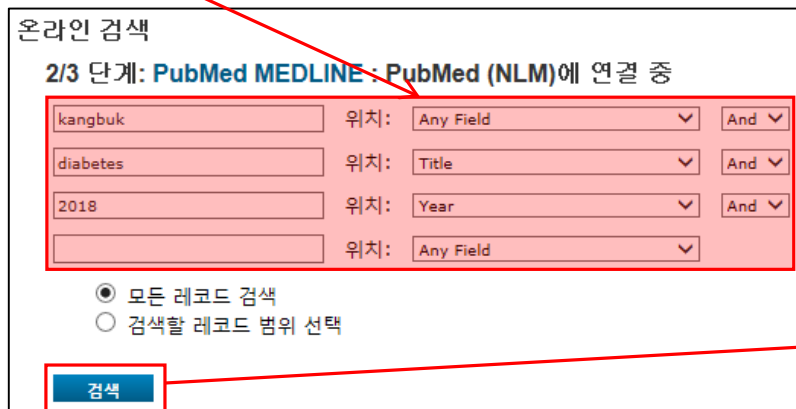 온라인 검색
2/3 단계: PubMed MEDLINE : PubMed (NLM)에 연결 중
kangbuk 위치: Any Field And
diabetes 위치: Title And
2018 위치: Year And
위치: Any Field
모든 레코드 검색
검색할 레코드 범위 선택
검색